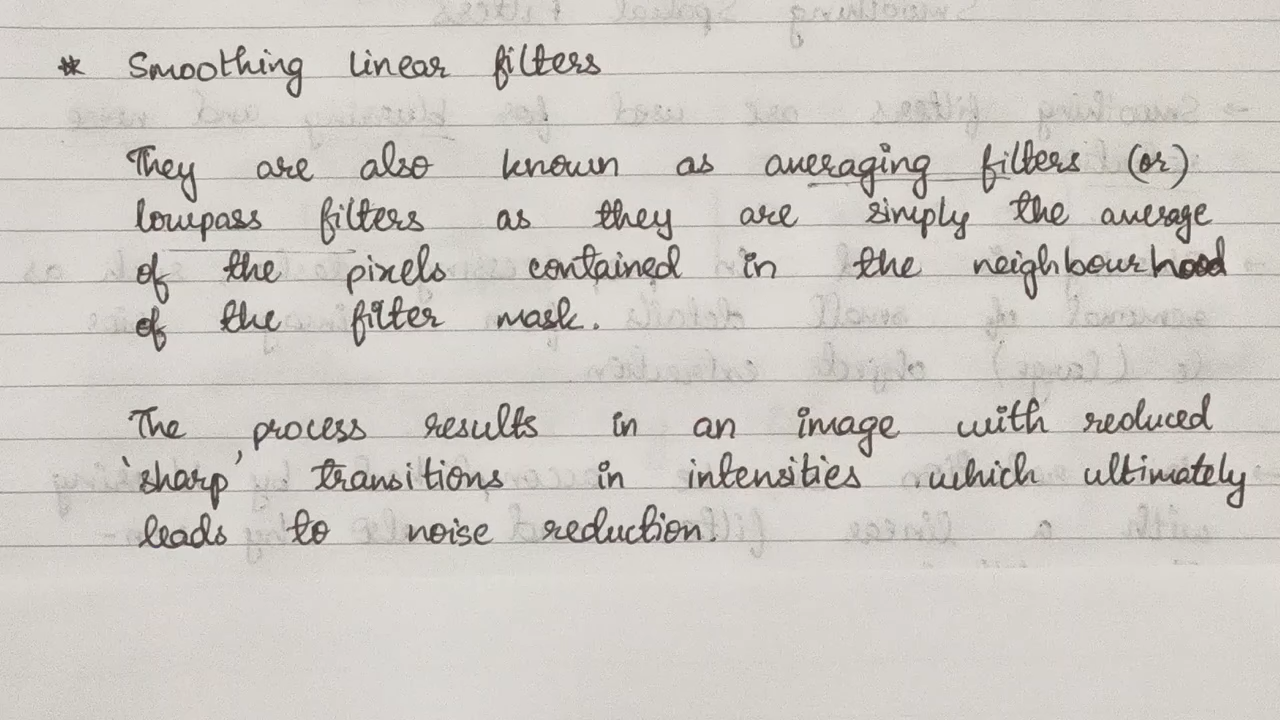 * Smoothing linear filters
They are also known as averaging filters (or)
lowpass filters as they are simply the average
of the pixels contained in the neighbourhood
of the filter mask.
The process results in an image with reduced
'sharp' transitions in intensities which ultimately
leads to noise reduction.